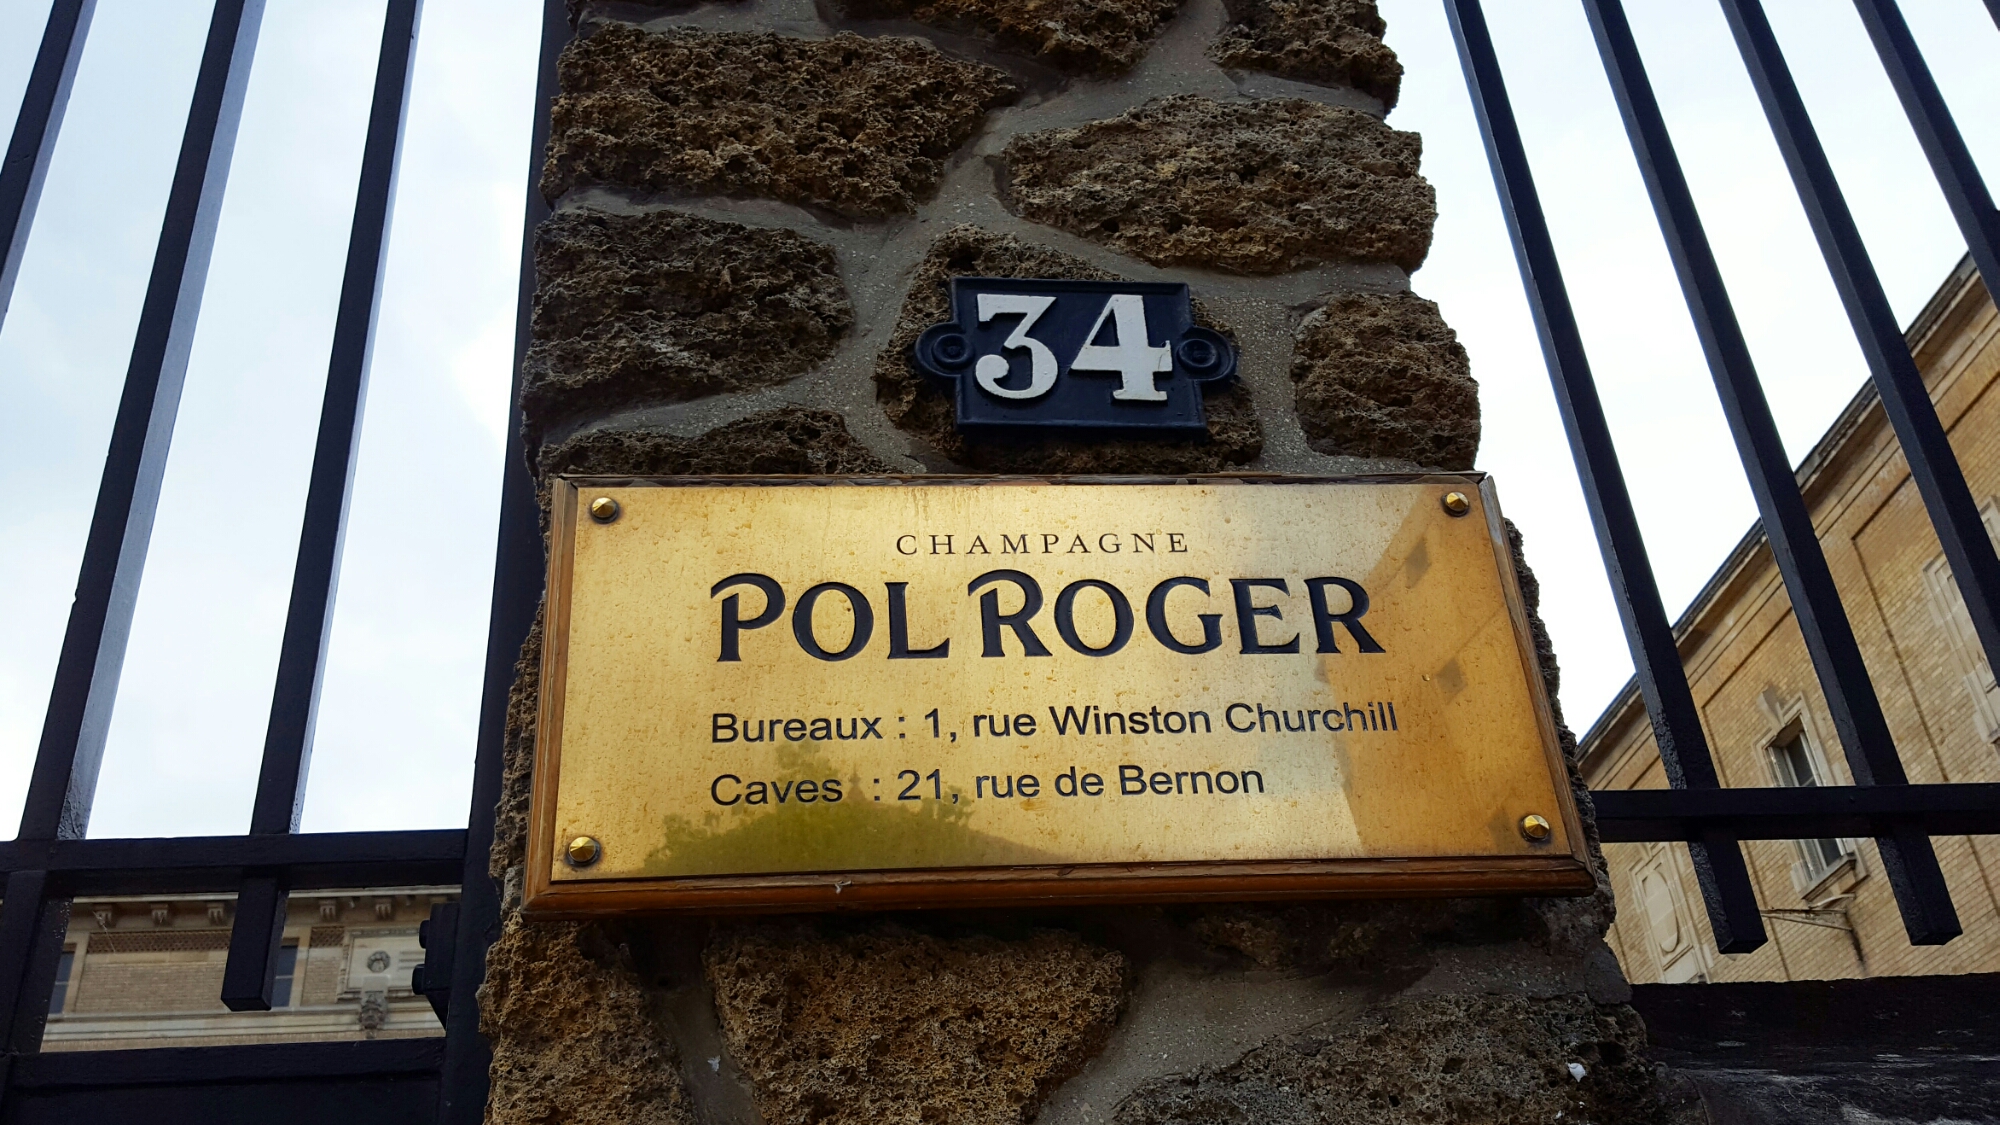 34
CHAMPAGNE
POL ROGER
Bureaux : 1, rue Winston Churchill
Caves : 21, rue de Bernon